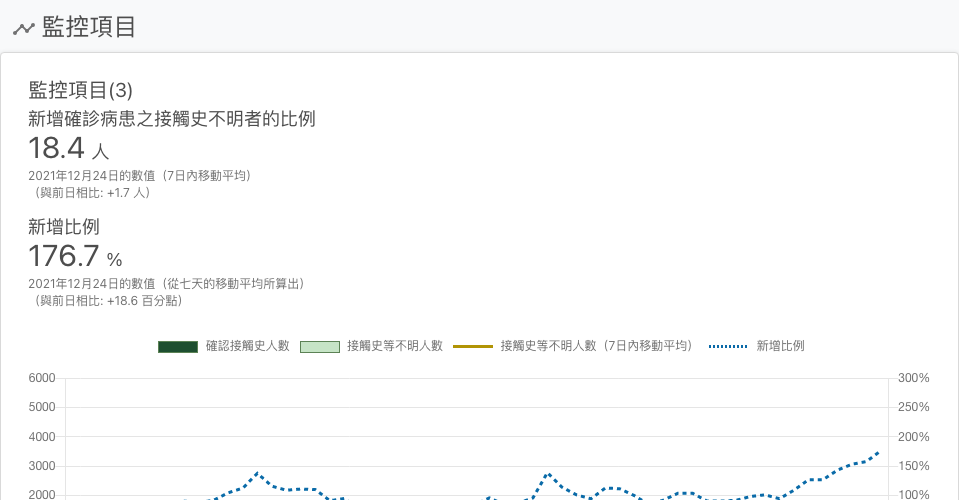 監控項目
監控項目(3)
新增確診病患之接觸史不明者的比例
18.4 人
2021年12月24日的數值（7日內移動平均）
（與前日相比: +1.7 人）
新增比例
176.7 %
2021年12月24日的數值（從七天的移動平均所算出）
（與前日相比: +18.6 百分點）
確認接觸史人數 接觸史等不明人數 接觸史等不明人數（7日內移動平均） 新增比例
6000 300%
5000 250%
4000 200%
3000 150%
2000 100%